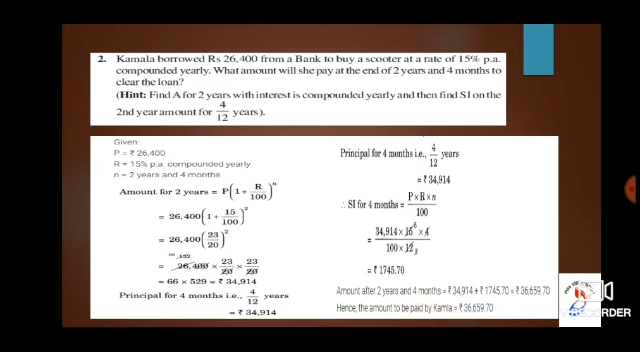 2. Kamala borrowed Rs 26,400 from a Bank to buy a scooter at a rate of 15% p.a.
compounded yearly. What amount will she pay at the end of 2 years and 4 months to
clear the loan?
(Hint: Find A for 2 years with interest is compounded yearly and then find SI on the
2nd year amount for 4/12 years).
Given:
P = ₹ 26,400
R = 15% p.a. compounded yearly
n = 2 years and 4 months
Amount for 2 years = P(1 + R/100)^n
= 26,400(1 + 15/100)^2
= 26,400(23/20)^2
66 132
= 26,400 × 23/20 × 23/20
= 66 × 529 = ₹ 34,914
Principal for 4 months i.e., 4/12 years
= ₹ 34,914
Principal for 4 months i.e., 4/12 years
= ₹ 34,914
∴ SI for 4 months = P × R × n/100
= 34,914 × 15 5 × 4/100 × 12
= ₹ 1745.70
Amount after 2 years and 4 months = ₹ 34,914 + ₹ 1745.70 = ₹ 36,659.70
Hence, the amount to be paid by Kamla = ₹ 36,659.70